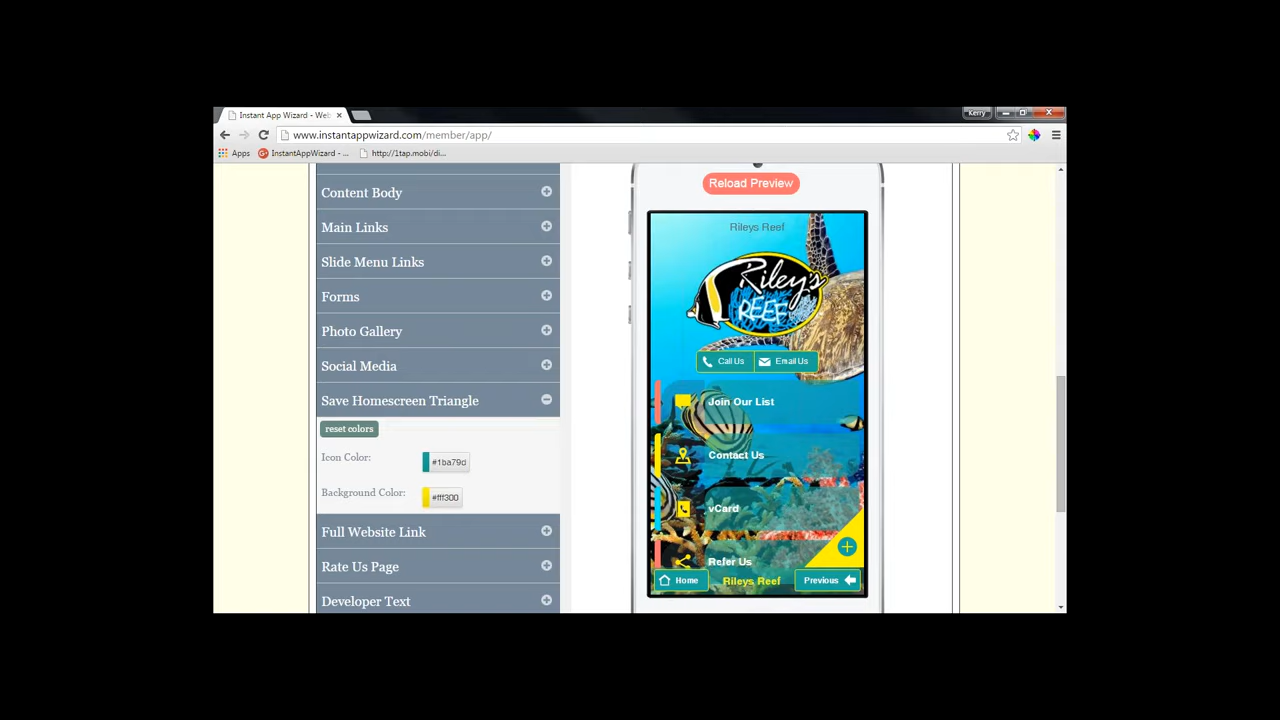 Instant App Wizard - Web
Kerry
www.instantappwizard.com/member/app/
Apps
InstantAppWizard - ...
http://1tap.mobi/di...
Content Body
Main Links
Slide Menu Links
Forms
Photo Gallery
Social Media
Save Homescreen Triangle
reset colors
Icon Color:
#1ba79d
Background Color:
#fff300
Full Website Link
Rate Us Page
Developer Text
Reload Preview
Rileys Reef
Riley's
REEF
Call Us
Email Us
Join Our List
Contact Us
vCard
Refer Us
Home
Rileys Reef
Previous